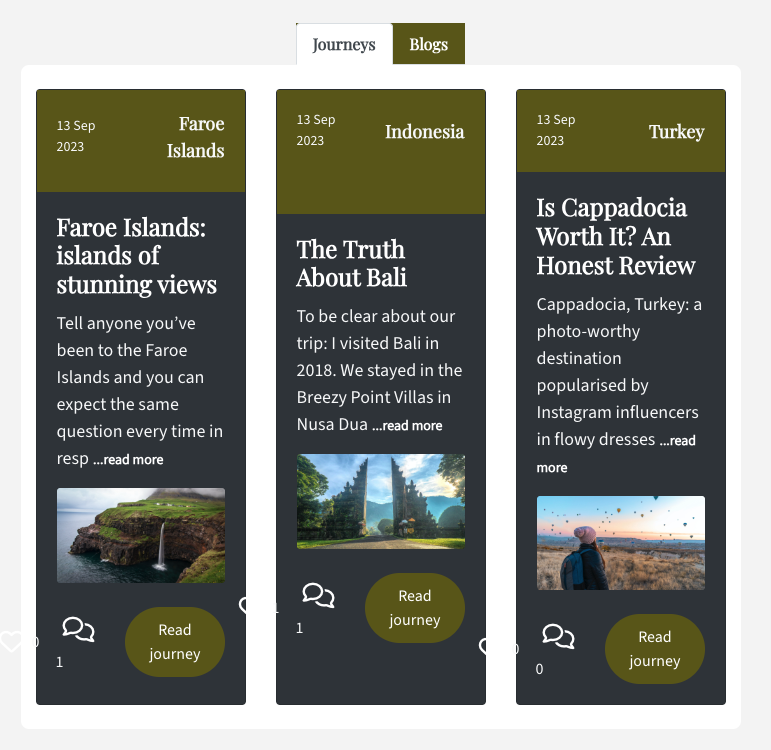 Journeys
Blogs
13 Sep
2023
Faroe
Islands
Faroe Islands:
islands of
stunning views
Tell anyone you’ve
been to the Faroe
Islands and you can
expect the same
question every time in
resp ...read more
0
1
Read
journey
13 Sep
2023
Indonesia
The Truth
About Bali
To be clear about our
trip: I visited Bali in
2018. We stayed in the
Breezy Point Villas in
Nusa Dua ...read more
1
1
Read
journey
13 Sep
2023
Turkey
Is Cappadocia
Worth It? An
Honest Review
Cappadocia, Turkey: a
photo-worthy
destination
popularised by
Instagram influencers
in flowy dresses ...read
more
0
0
Read
journey